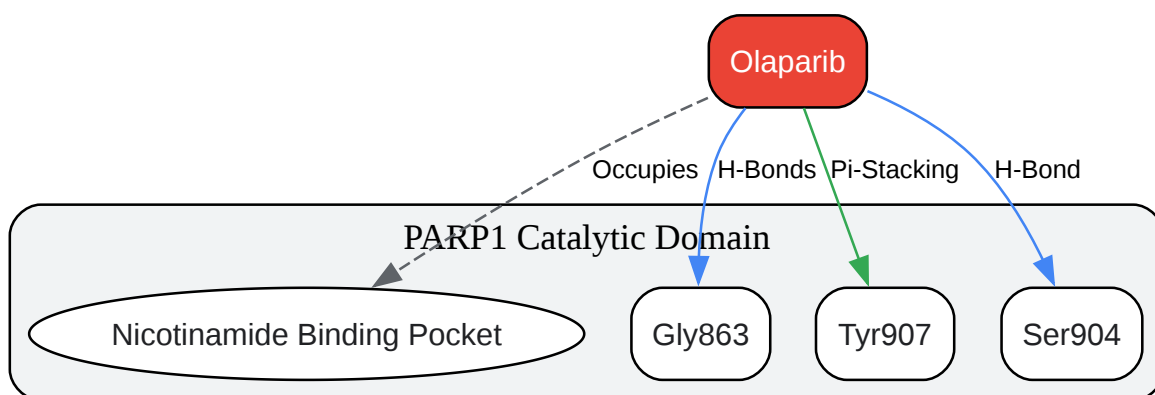 Olaparib
Occupies H-Bonds Pi-Stacking H-Bond
PARP1 Catalytic Domain
Nicotinamide Binding Pocket Gly863 Tyr907 Ser904